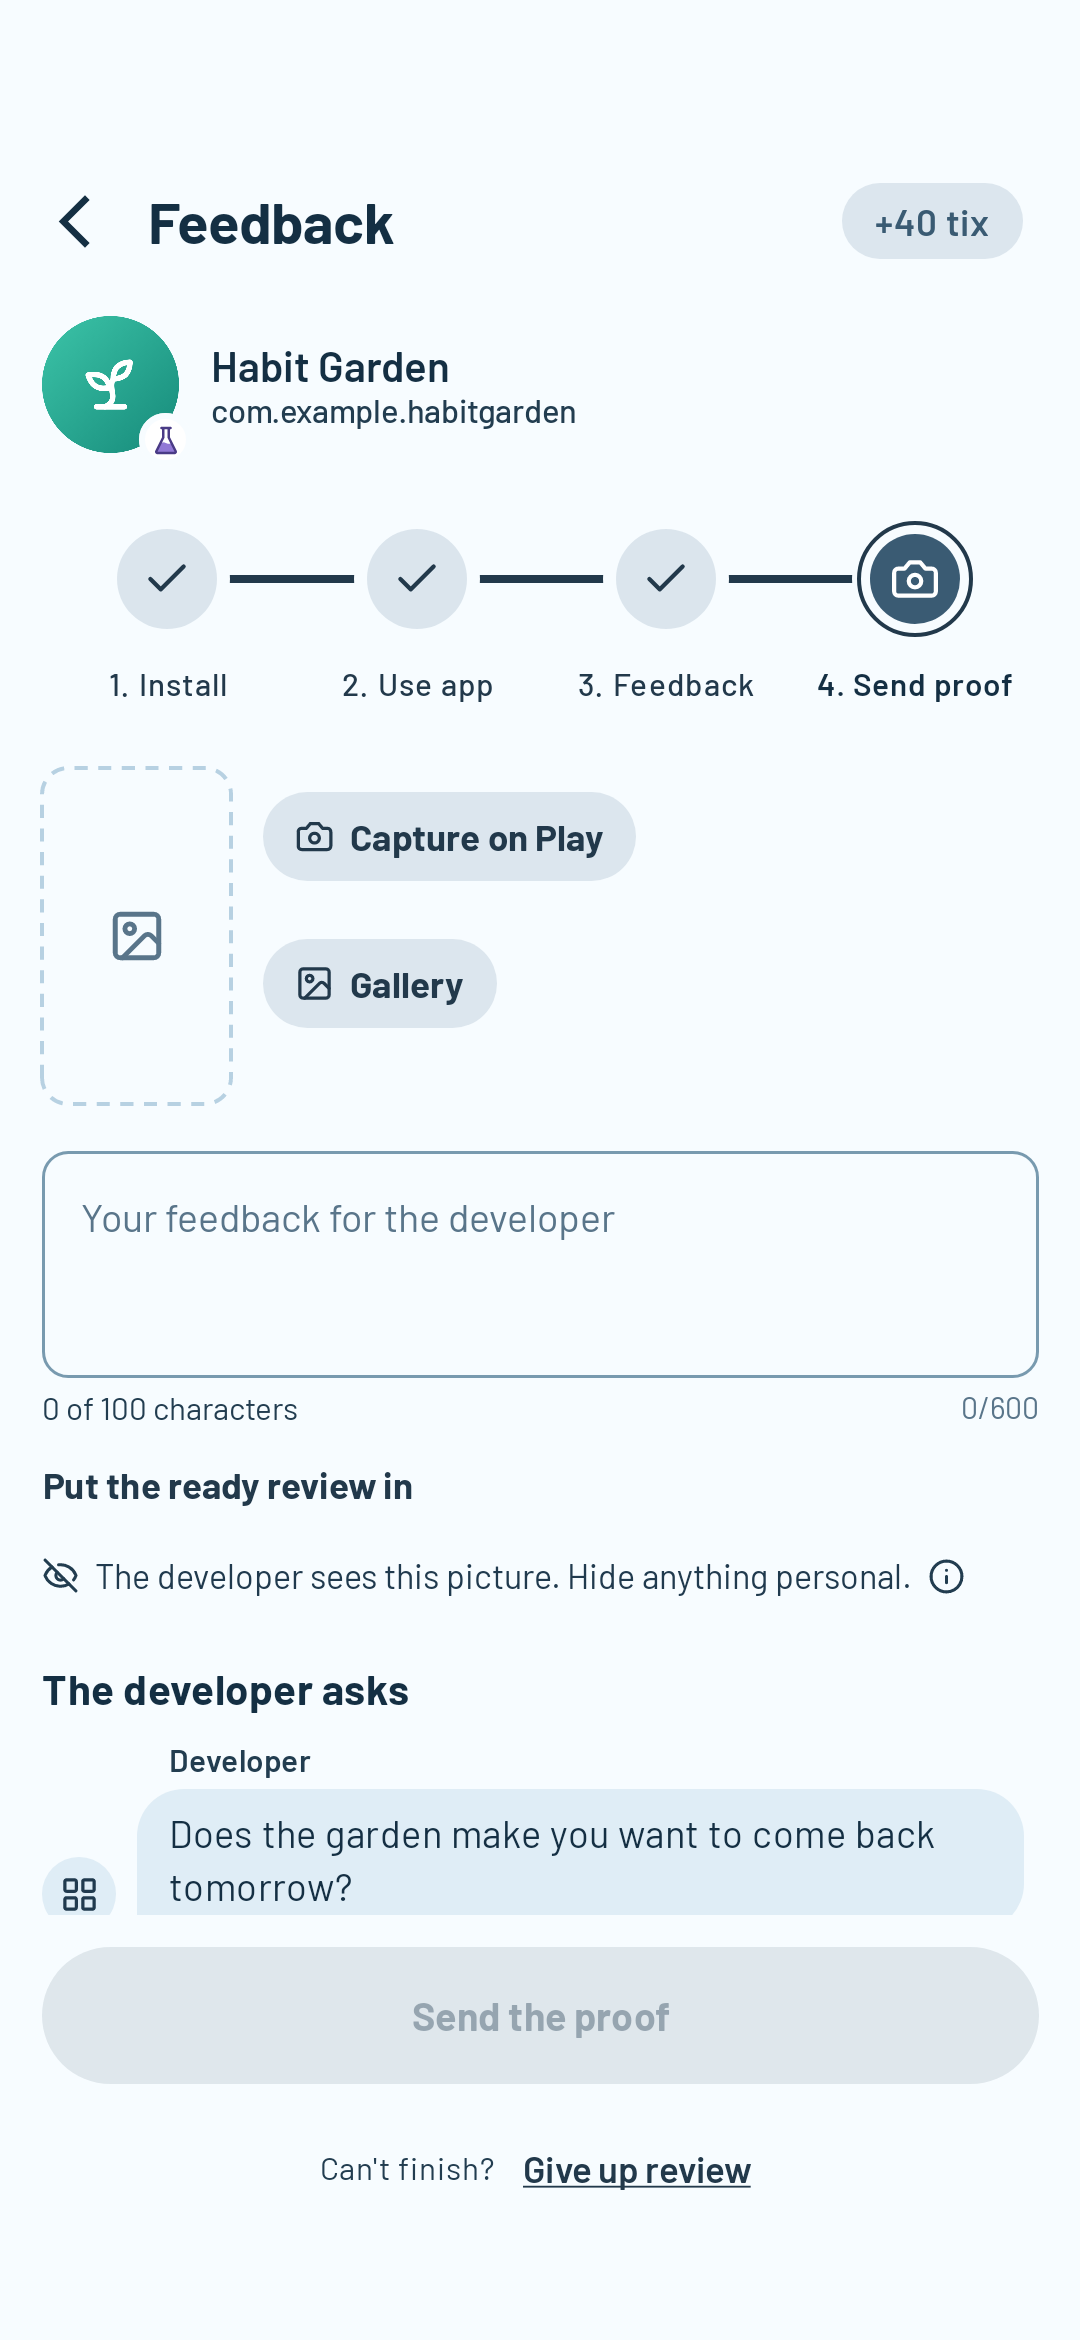 Feedback
+40 tix
Habit Garden
com.example.habitgarden
1. Install
2. Use app
3. Feedback
4. Send proof
Capture on Play
Gallery
Your feedback for the developer
0 of 100 characters
0/600
Put the ready review in
The developer sees this picture. Hide anything personal.
The developer asks
Developer
Does the garden make you want to come back
tomorrow?
Send the proof
Can't finish? Give up review